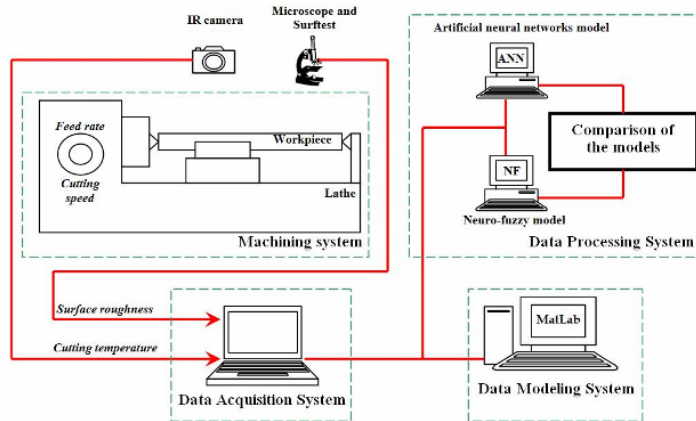 IR camera
Microscope and
Surftest
Artificial neural networks model
ANN
Feed rate
Workpiece
Cutting
speed
Lathe
Machining system
Comparison of
the models
NF
Neuro-fuzzy model
Data Processing System
Surface roughness
Cutting temperature
Data Acquisition System
MatLab
Data Modeling System